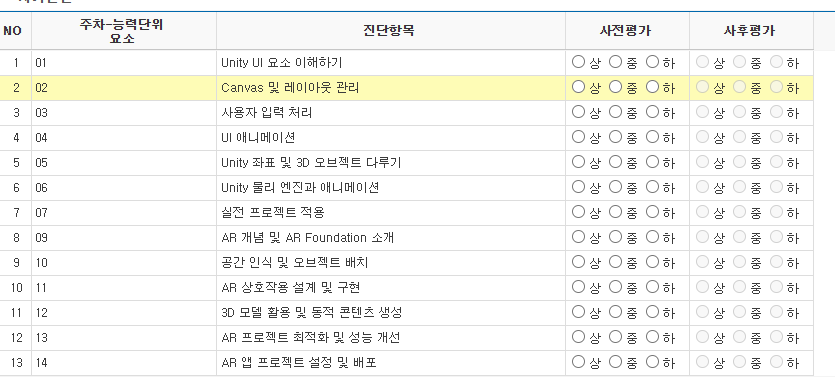 NO 주차-능력단위 요소 진단항목 사전평가 사후평가
1 01 Unity UI 요소 이해하기 상 중 하 상 중 하
2 02 Canvas 및 레이아웃 관리 상 중 하 상 중 하
3 03 사용자 입력 처리 상 중 하 상 중 하
4 04 UI 애니메이션 상 중 하 상 중 하
5 05 Unity 좌표 및 3D 오브젝트 다루기 상 중 하 상 중 하
6 06 Unity 물리 엔진과 애니메이션 상 중 하 상 중 하
7 07 실전 프로젝트 적용 상 중 하 상 중 하
8 09 AR 개념 및 AR Foundation 소개 상 중 하 상 중 하
9 10 공간 인식 및 오브젝트 배치 상 중 하 상 중 하
10 11 AR 상호작용 설계 및 구현 상 중 하 상 중 하
11 12 3D 모델 활용 및 동적 콘텐츠 생성 상 중 하 상 중 하
12 13 AR 프로젝트 최적화 및 성능 개선 상 중 하 상 중 하
13 14 AR 앱 프로젝트 설정 및 배포 상 중 하 상 중 하